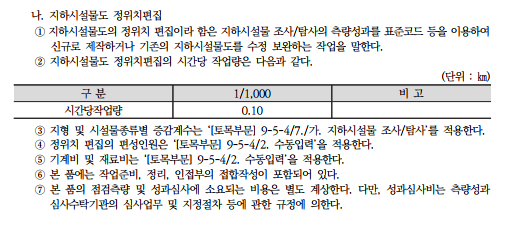 나. 지하시설물도 정위치편집
① 지하시설물도의 정위치 편집이라 함은 지하시설물 조사/탐사의 측량성과를 표준코드 등을 이용하여
신규로 제작하거나 기존의 지하시설물도를 수정 보완하는 작업을 말한다.
② 지하시설물도 정위치편집의 시간당 작업량은 다음과 같다.
(단위 : ㎞)
구 분 1/1,000 비 고
시간당작업량 0.10
③ 지형 및 시설물종류별 증감계수는 '[토목부문] 9-5-4/7./가. 지하시설물 조사/탐사'를 적용한다.
④ 정위치 편집의 편성인원은 '[토목부문] 9-5-4/2. 수동입력'을 적용한다.
⑤ 기계비 및 재료비는 '[토목부문] 9-5-4/2. 수동입력'을 적용한다.
⑥ 본 품에는 작업준비, 정리, 인접부의 접합작성이 포함되어 있다.
⑦ 본 품의 점검측량 및 성과심사에 소요되는 비용은 별도 계상한다. 다만, 성과심사비는 측량성과
심사수탁기관의 심사업무 및 지정절차 등에 관한 규정에 의한다.